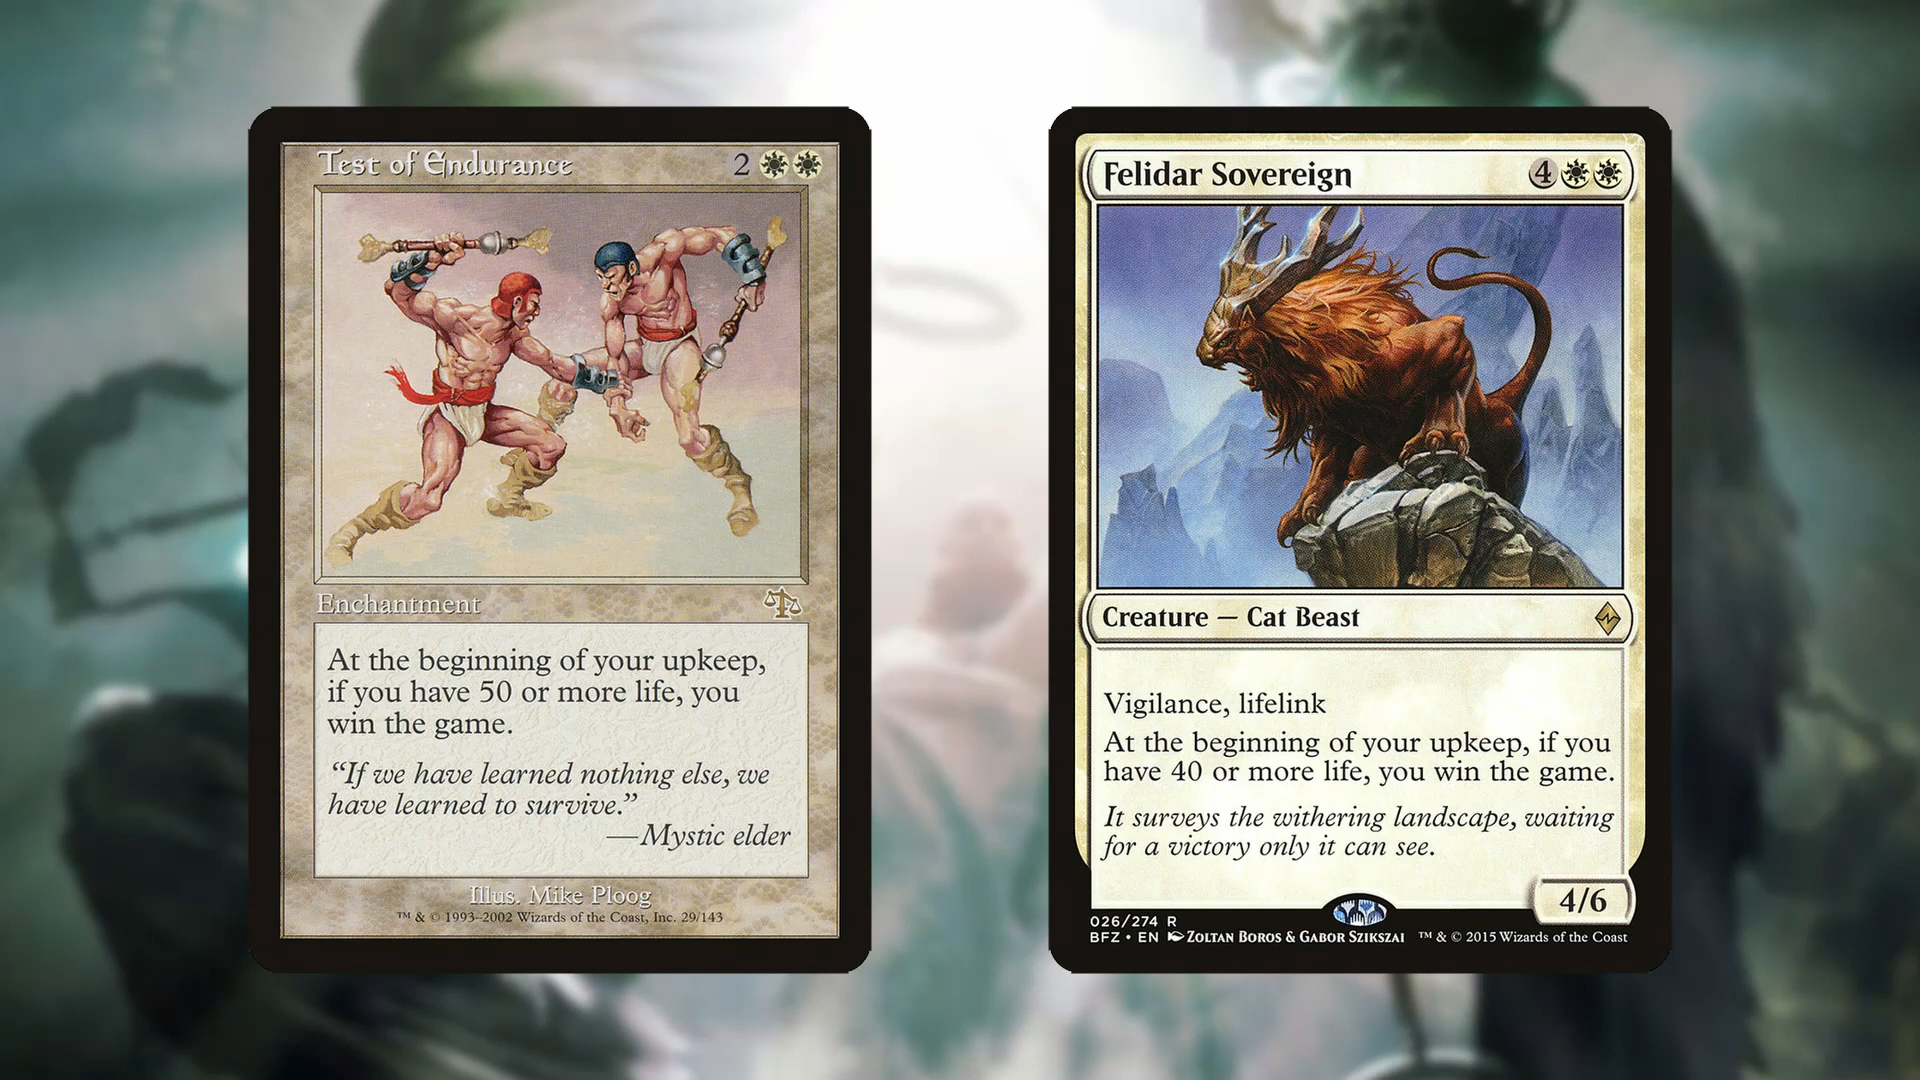 Test of Endurance
2
Enchantment
At the beginning of your upkeep,
if you have 50 or more life, you
win the game.
“If we have learned nothing else, we
have learned to survive.”
—Mystic elder
Illus. Mike Ploog
™ & © 1993–2002 Wizards of the Coast, Inc. 29/143
Felidar Sovereign
4
Creature — Cat Beast
Vigilance, lifelink
At the beginning of your upkeep, if you
have 40 or more life, you win the game.
It surveys the withering landscape, waiting
for a victory only it can see.
4/6
026/274 R
BFZ • EN Zoltan Boros & Gabor Szikszai ™ & © 2015 Wizards of the Coast